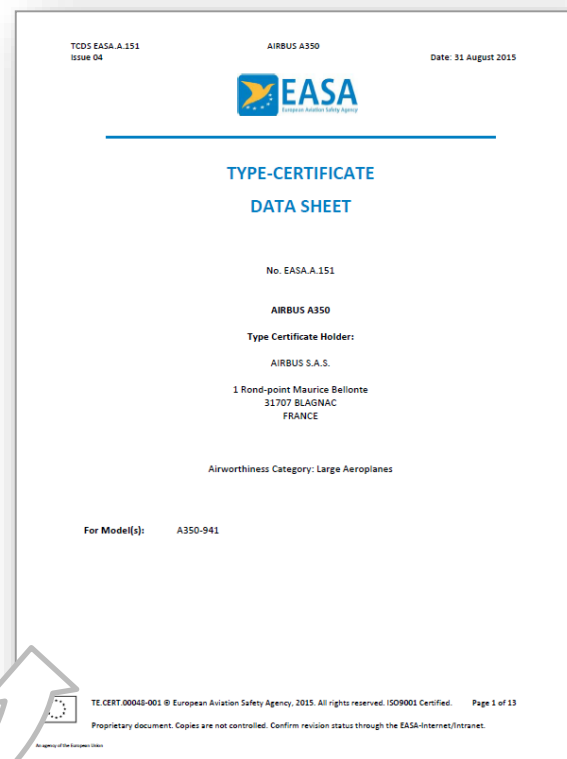 TCDS EASA.A.151 AIRBUS A350
Issue 04 Date: 31 August 2015
EASA
European Aviation Safety Agency
TYPE-CERTIFICATE
DATA SHEET
No. EASA.A.151
AIRBUS A350
Type Certificate Holder:
AIRBUS S.A.S.
1 Rond-point Maurice Bellonte
31707 BLAGNAC
FRANCE
Airworthiness Category: Large Aeroplanes
For Model(s): A350-941
TE.CERT.00048-001 © European Aviation Safety Agency, 2015. All rights reserved. ISO9001 Certified. Page 1 of 13
Proprietary document. Copies are not controlled. Confirm revision status through the EASA-Internet/Intranet.
An agency of the European Union